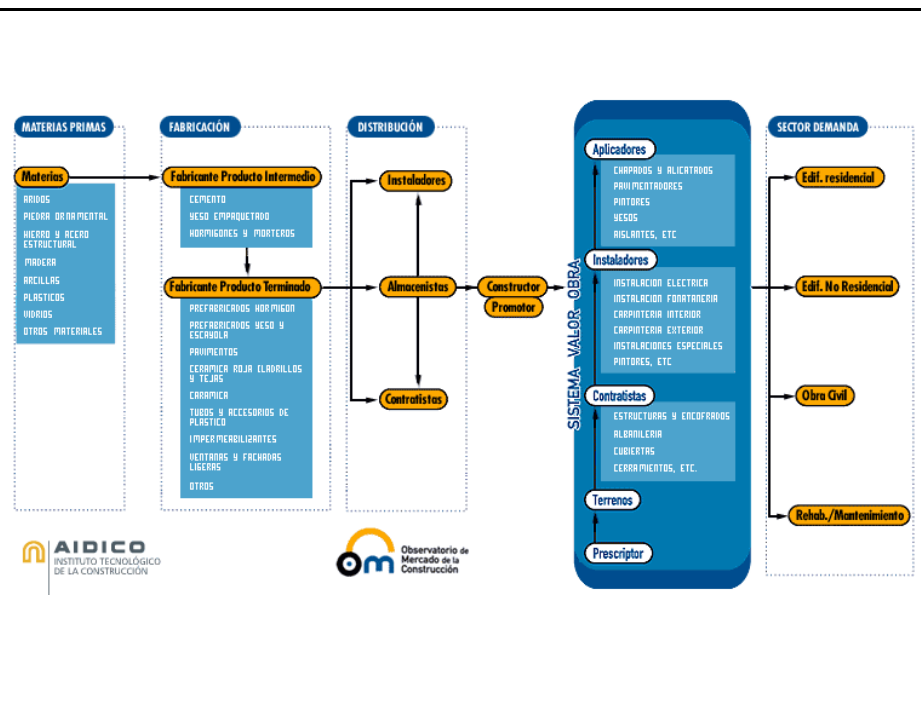 MATERIAS PRIMAS
Materias
ARIDOS
PIEDRA ORNAMENTAL
HIERRO Y ACERO
ESTRUCTURAL
MADERA
ARCILLAS
PLASTICOS
VIDRIOS
OTROS MATERIALES
FABRICACIÓN
Fabricante Producto Intermedio
CEMENTO
YESO EMPAQUETADO
HORMIGONES Y MORTEROS
Fabricante Producto Terminado
PREFABRICADOS HORMIGON
PREFABRICADOS YESO Y
ESCAYOLA
PAVIMENTOS
CERAMICA ROJA (LADRILLOS
Y TEJAS
CARAMICA
TUBOS Y ACCESORIOS DE
PLASTICO
IMPERMEABILIZANTES
VENTANAS Y FACHADAS
LIGERAS
OTROS
DISTRIBUCIÓN
Instaladores
Almacenistas
Contratistas
Constructor
Promotor
SISTEMA VALOR OBRA
Aplicadores
CHAPADOS Y ALICATADOS
PAVIMENTADORES
PINTORES
YESOS
AISLANTES, ETC
Instaladores
INSTALACION ELECTRICA
INSTALACION FONATANERIA
CARPINTERIA INTERIOR
CARPINTERIA EXTERIOR
INSTALACIONES ESPECIALES
PINTORES, ETC
Contratistas
ESTRUCTURAS Y ENCOFRADOS
ALBANILERIA
CUBIERTAS
CERRAMIENTOS, ETC.
Terrenos
Prescriptor
SECTOR DEMANDA
Edif. residencial
Edif. No Residencial
Obra Civil
Rehab./Mantenimiento
AIDICO
INSTITUTO TECNOLÓGICO
DE LA CONSTRUCCIÓN
om
Observatorio de
Mercado de la
Construcción